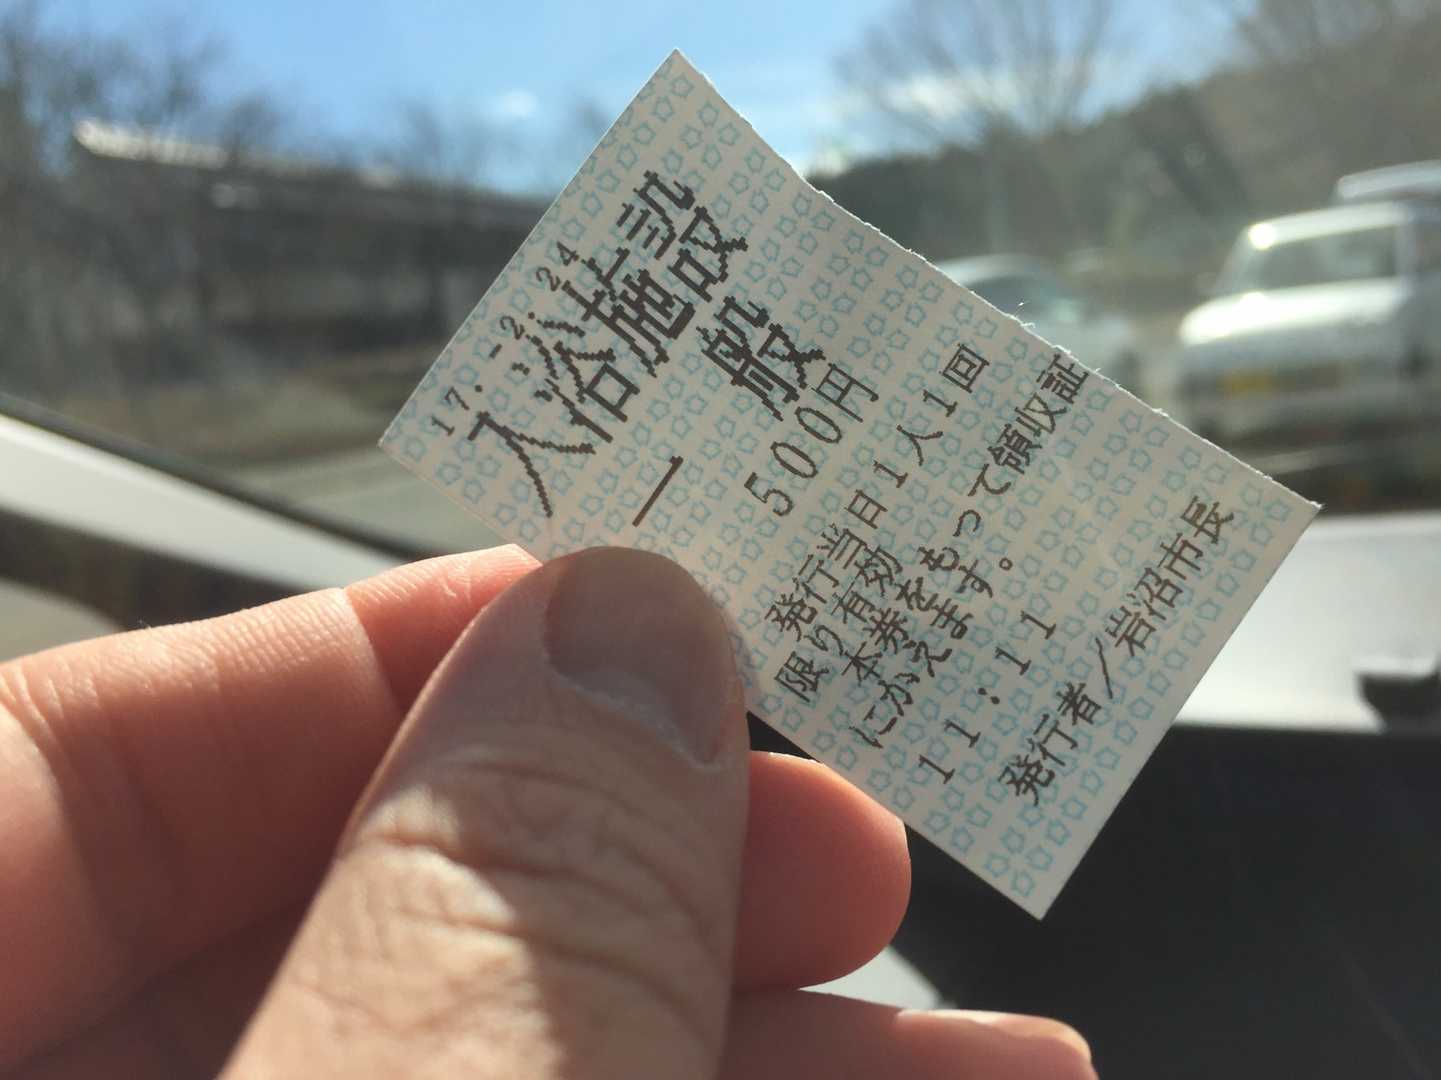 17.-2.24
入浴施設
一 般
500円
発行当日1人1回
限り有効
本券をもって領収証
にかえます。
11:11
発行者/岩沼市長